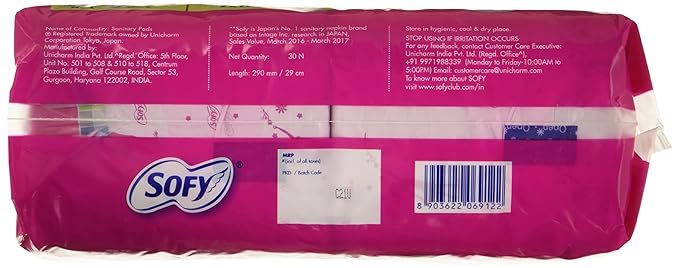 Name of Commodity: Sanitary Pads
® Registered Trademark owned by Unicharm
Corporation Tokyo, Japan.
Manufactured by:
Unicharm India Pvt. Ltd. ^Regd. Office: 5th Floor,
Unit No. 501 to 508 & 510 to 518, Centrum
Plaza Building, Golf Course Road, Sector 53,
Gurgaon, Haryana 122002, INDIA.
**Sofy is Japan's No. 1 sanitary napkin brand
based on Intage Inc. research in JAPAN,
Sales Value, March 2016 - March 2017
Net Quantity: 30 N
Length: 290 mm / 29 cm
Store in hygienic, cool & dry place.
STOP USING IF IRRITATION OCCURS.
For any feedback, contact Customer Care Executive:
Unicharm India Pvt. Ltd. (Regd. Office^),
+91 9971988339 (Monday to Friday-10:00AM to
5:00PM) Email: customercare@unicharm.com
To know more about SOFY
visit www.sofyclub.com/in
Open
Open
SOFY®
MRP
₹(incl. of all taxes)
PKD / Batch Code
8 903622 069122